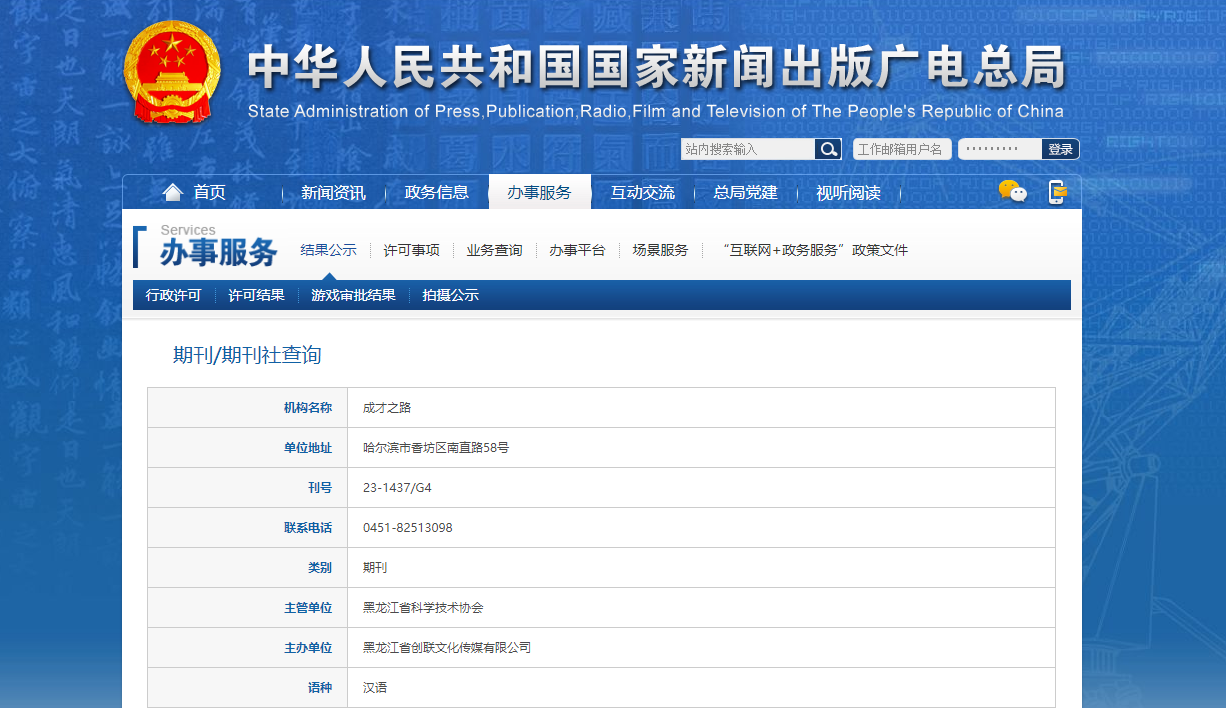 中华人民共和国国家新闻出版广电总局
State Administration of Press,Publication,Radio,Film and Television of The People's Republic of China
站内搜索输入 工作邮箱用户名 ········· 登录
首页 新闻资讯 政务信息 办事服务 互动交流 总局党建 视听阅读
Services
办事服务 结果公示 许可事项 业务查询 办事平台 场景服务 “互联网+政务服务”政策文件
行政许可 许可结果 游戏审批结果 拍摄公示
期刊/期刊社查询
机构名称 成才之路
单位地址 哈尔滨市香坊区南直路58号
刊号 23-1437/G4
联系电话 0451-82513098
类别 期刊
主管单位 黑龙江省科学技术协会
主办单位 黑龙江省创联文化传媒有限公司
语种 汉语